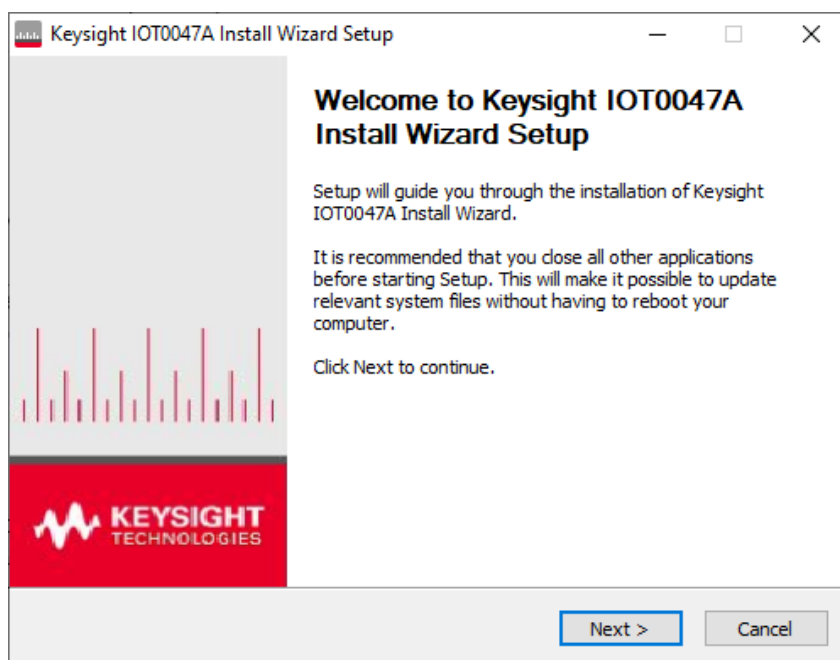 Keysight IOT0047A Install Wizard Setup
Welcome to Keysight IOT0047A
Install Wizard Setup
Setup will guide you through the installation of Keysight
IOT0047A Install Wizard.
It is recommended that you close all other applications
before starting Setup. This will make it possible to update
relevant system files without having to reboot your
computer.
Click Next to continue.
KEYSIGHT
TECHNOLOGIES
Next >
Cancel